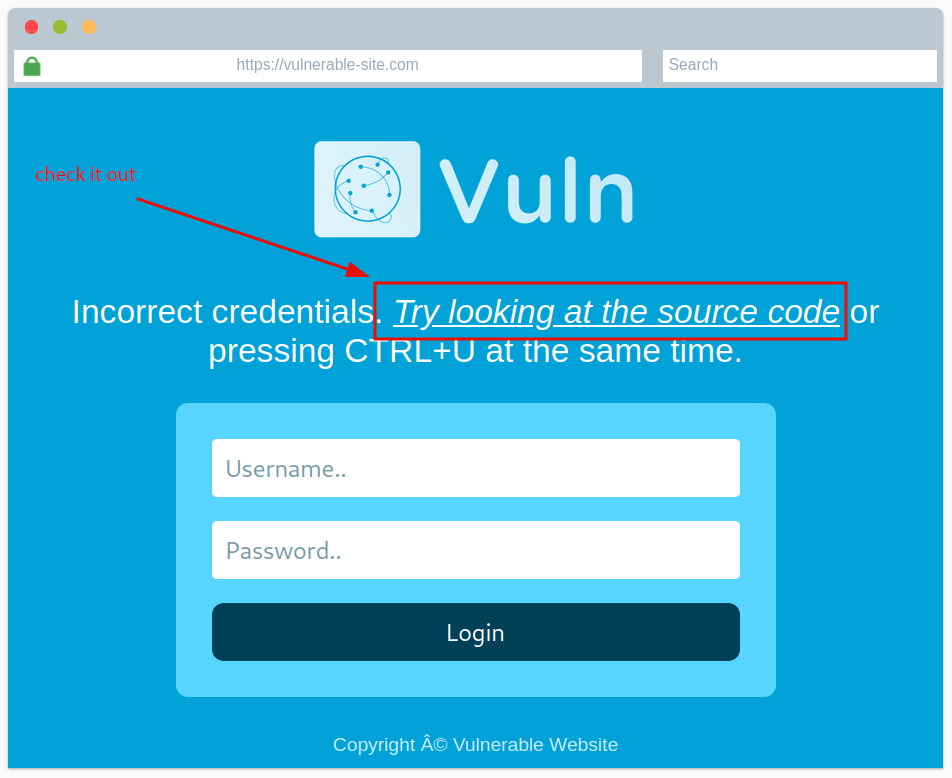 https://vulnerable-site.com
Search
check it out
Vuln
Incorrect credentials. Try looking at the source code or
pressing CTRL+U at the same time.
Username..
Password..
Login
Copyright Â© Vulnerable Website